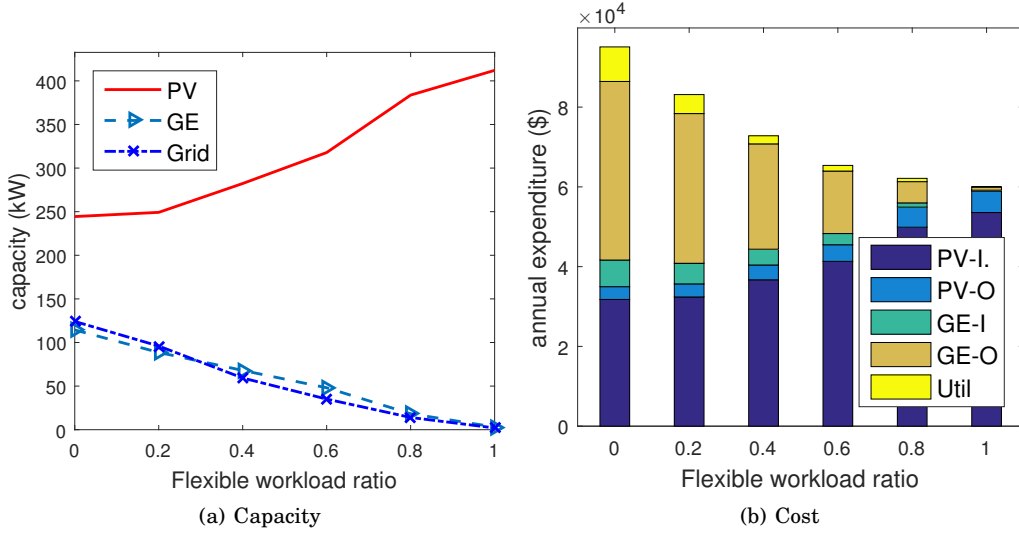 capacity (kW)
400
350
300
250
200
150
100
50
0
PV
GE
Grid
0 0.2 0.4 0.6 0.8 1
Flexible workload ratio
(a) Capacity
×10⁴
annual expenditure ($)
8
6
4
2
0
PV-I.
PV-O
GE-I
GE-O
Util
0 0.2 0.4 0.6 0.8 1
Flexible workload ratio
(b) Cost